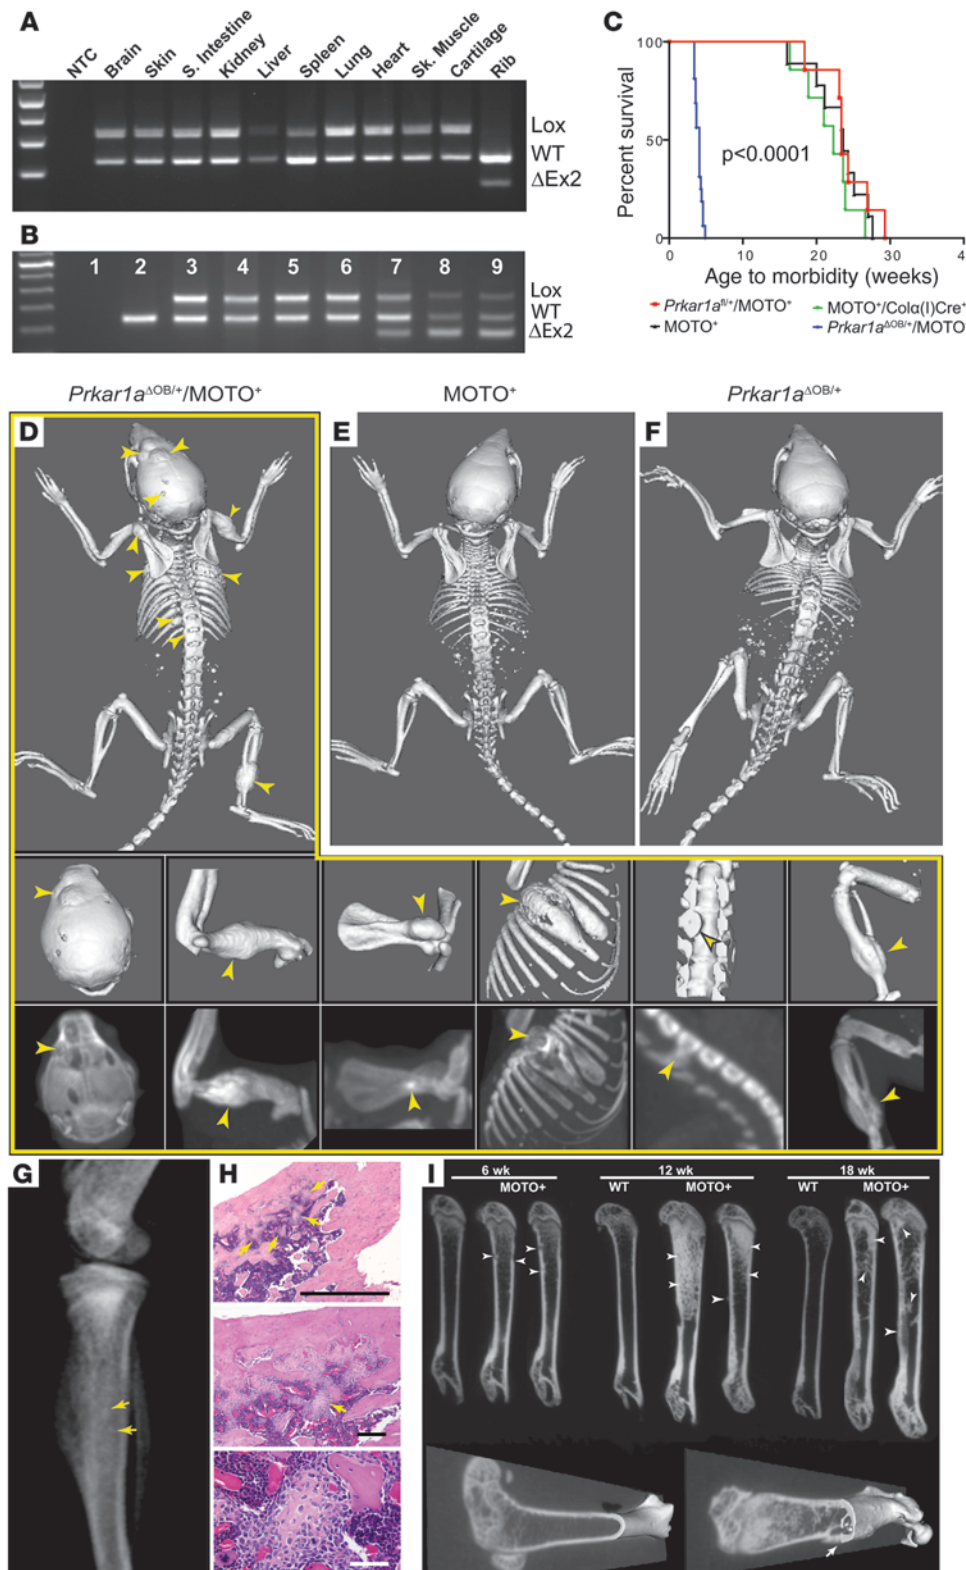 A
NTC
Brain
Skin
S. Intestine
Kidney
Liver
Spleen
Lung
Heart
Sk. Muscle
Cartilage
Rib
Lox
WT
ΔEx2
B
1 2 3 4 5 6 7 8 9
Lox
WT
ΔEx2
C
Percent survival
100
50
0
p<0.0001
0 10 20 30 4
Age to morbidity (weeks)
Prkar1a^fl/+/MOTO⁺
MOTO⁺/Colα(I)Cre⁺
MOTO⁺
Prkar1a^ΔOB/+/MOTO
Prkar1a^ΔOB/+/MOTO⁺
MOTO⁺
Prkar1a^ΔOB/+
D
E
F
G
H
I
6 wk 12 wk 18 wk
MOTO+ WT MOTO+ WT MOTO+